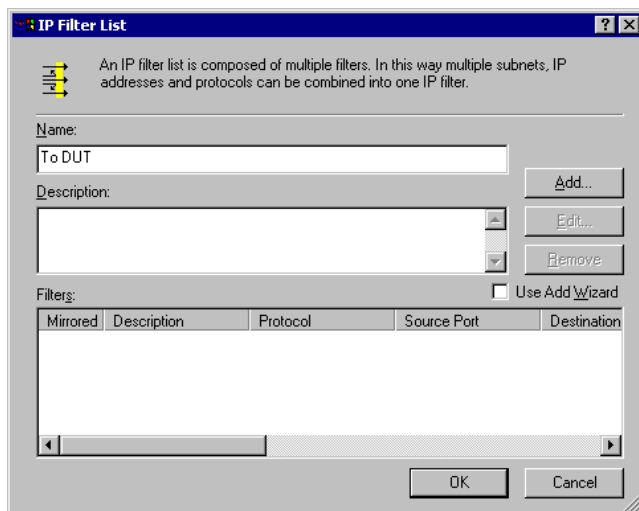 IP Filter List
An IP filter list is composed of multiple filters. In this way multiple subnets, IP
addresses and protocols can be combined into one IP filter.
Name:
To DUT
Add...
Description:
Edit...
Remove
Filters:
Use Add Wizard
Mirrored Description Protocol Source Port Destination
OK Cancel